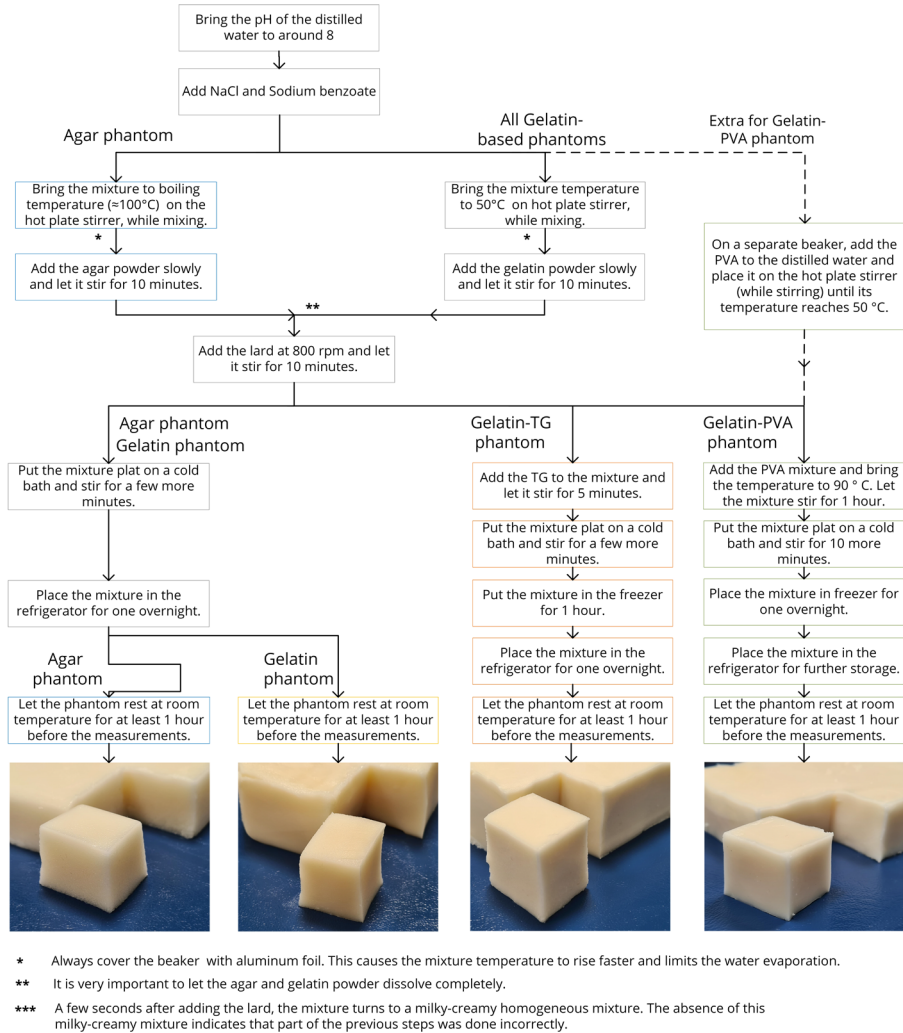 Bring the pH of the distilled
water to around 8
Add NaCl and Sodium benzoate
Agar phantom
All Gelatin-
based phantoms
Extra for Gelatin-
PVA phantom
Bring the mixture to boiling
temperature (≈100°C) on the
hot plate stirrer, while mixing.
*
Add the agar powder slowly
and let it stir for 10 minutes.
Bring the mixture temperature
to 50°C on hot plate stirrer,
while mixing.
*
Add the gelatin powder slowly
and let it stir for 10 minutes.
On a separate beaker, add the
PVA to the distilled water and
place it on the hot plate stirrer
(while stirring) until its
temperature reaches 50 °C.
**
Add the lard at 800 rpm and let
it stir for 10 minutes.
Agar phantom
Gelatin phantom
Put the mixture plat on a cold
bath and stir for a few more
minutes.
Place the mixture in the
refrigerator for one overnight.
Agar
phantom
Let the phantom rest at room
temperature for at least 1 hour
before the measurements.
Gelatin
phantom
Let the phantom rest at room
temperature for at least 1 hour
before the measurements.
Gelatin-TG
phantom
Add the TG to the mixture and
let it stir for 5 minutes.
Put the mixture plat on a cold
bath and stir for a few more
minutes.
Put the mixture in the freezer
for 1 hour.
Place the mixture in the
refrigerator for one overnight.
Let the phantom rest at room
temperature for at least 1 hour
before the measurements.
Gelatin-PVA
phantom
Add the PVA mixture and bring
the temperature to 90 ° C. Let
the mixture stir for 1 hour.
Put the mixture plat on a cold
bath and stir for 10 more
minutes.
Place the mixture in freezer for
one overnight.
Place the mixture in the
refrigerator for further storage.
Let the phantom rest at room
temperature for at least 1 hour
before the measurements.
* Always cover the beaker with aluminum foil. This causes the mixture temperature to rise faster and limits the water evaporation.
** It is very important to let the agar and gelatin powder dissolve completely.
*** A few seconds after adding the lard, the mixture turns to a milky-creamy homogeneous mixture. The absence of this
milky-creamy mixture indicates that part of the previous steps was done incorrectly.